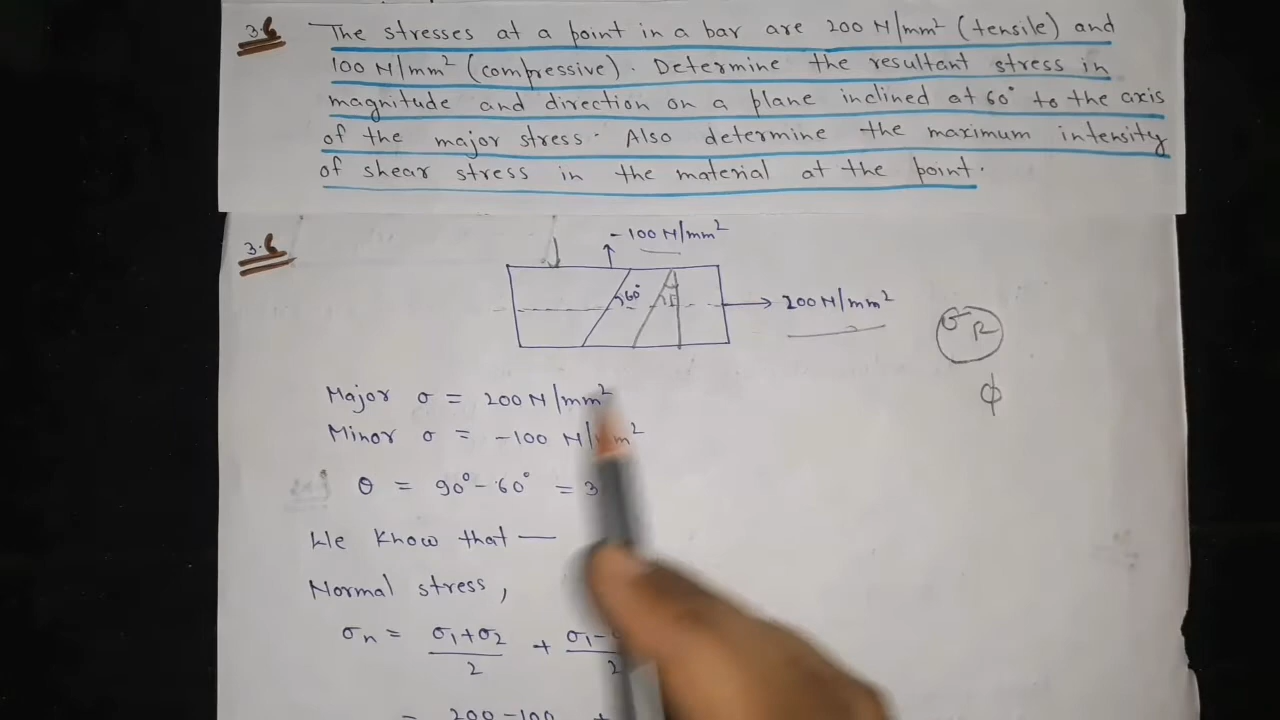 3.6 The stresses at a point in a bar are 200 N/mm² (tensile) and
100 N/mm² (compressive). Determine the resultant stress in
magnitude and direction on a plane inclined at 60° to the axis
of the major stress. Also determine the maximum intensity
of shear stress in the material at the point.
3.6
-100 N/mm²
60°
200 N/mm²
σR
φ
Major σ = 200 N/mm²
Minor σ = -100 N/mm²
θ = 90° - 60° = 3
We know that —
Normal stress,
σn = σ1+σ2/2 + σ1-
2
= 200-100 +